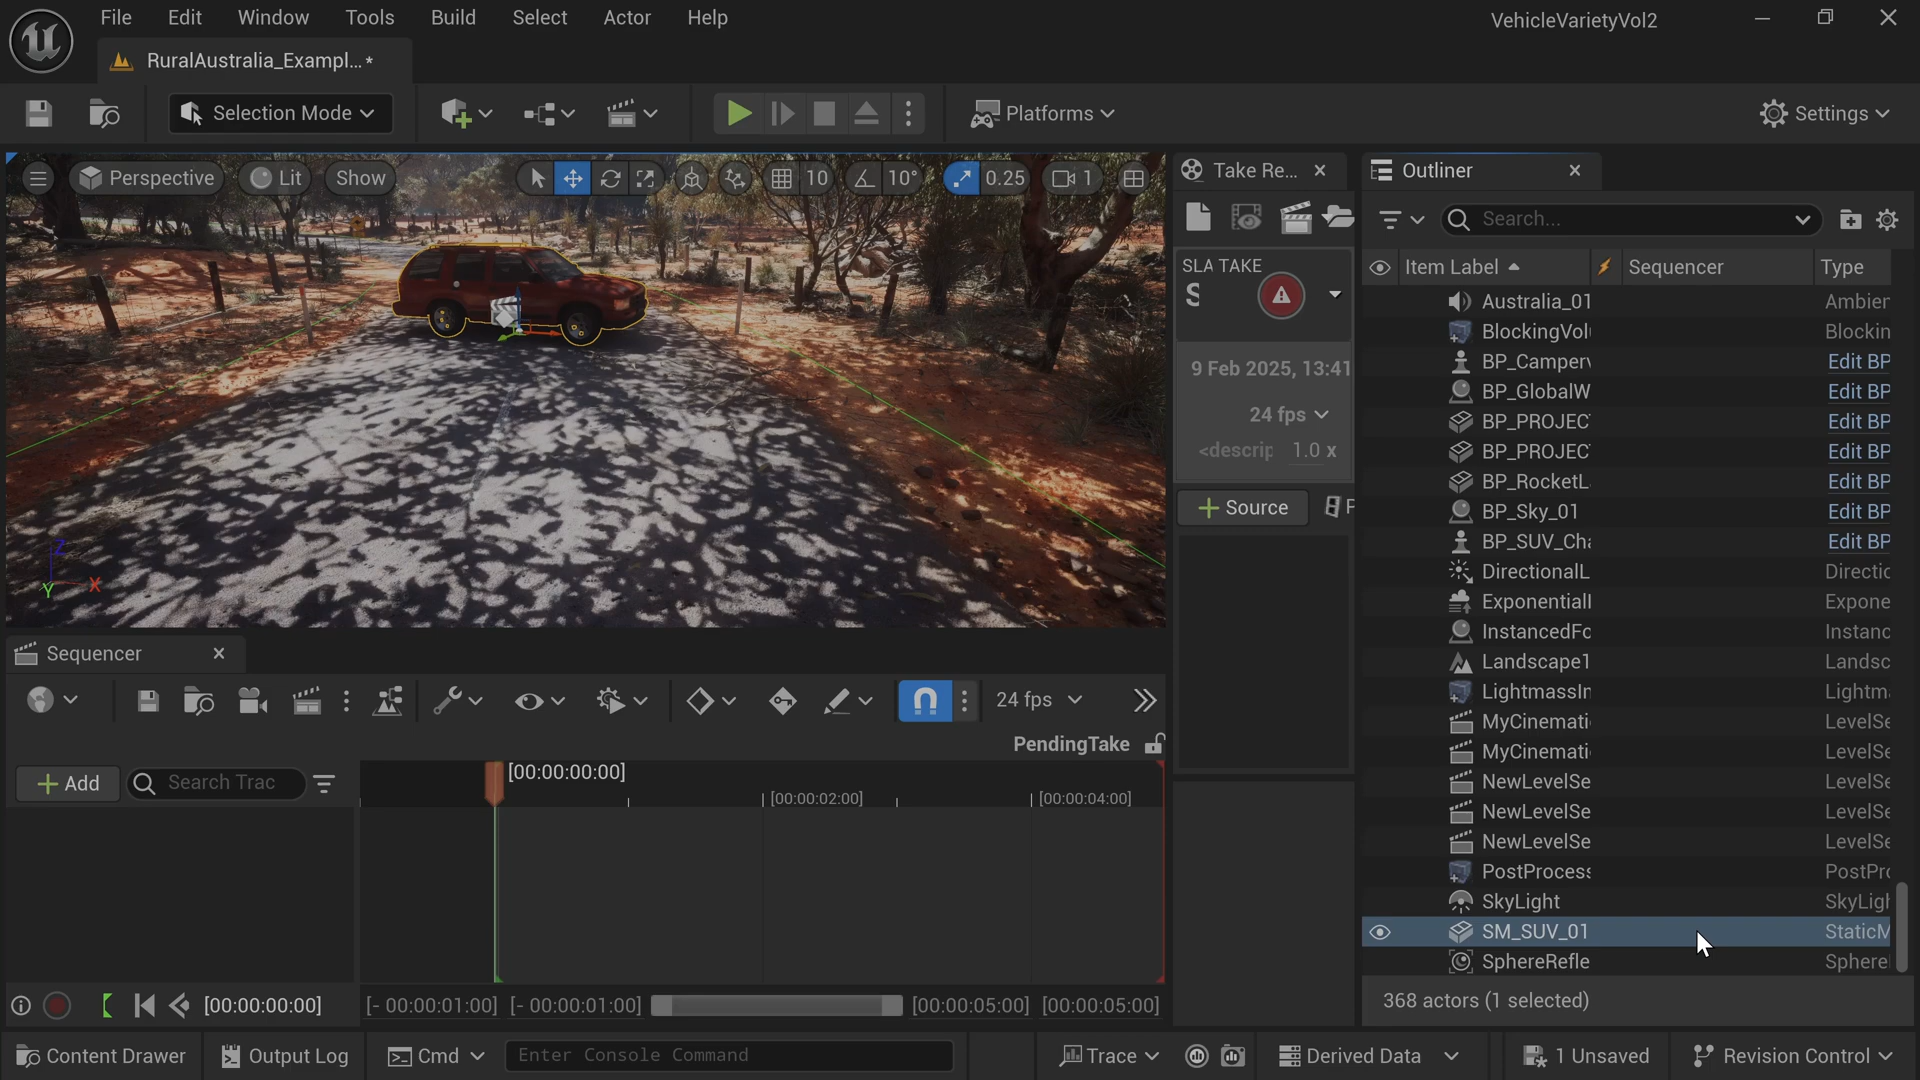 File Edit Window Tools Build Select Actor Help
VehicleVarietyVol2
RuralAustralia_Exampl...*
Selection Mode
Platforms
Settings
Perspective
Lit
Show
10
10°
0.25
1
Take Re...
Outliner
Search...
SLA TAKE
S
9 Feb 2025, 13:41
24 fps
<descrip 1.0 x
+ Source
Item Label
Sequencer
Type
Australia_01 Ambien
BlockingVolu Blockin
BP_Camperv Edit BP
BP_GlobalW Edit BP
BP_PROJEC Edit BP
BP_PROJEC Edit BP
BP_RocketL Edit BP
BP_Sky_01 Edit BP
BP_SUV_Cha Edit BP
DirectionalL Directio
Exponentiall Expone
InstancedFo Instanc
Landscape1 Landsc
LightmassIn Lightm
MyCinemati LevelSe
MyCinemati LevelSe
NewLevelSe LevelSe
NewLevelSe LevelSe
NewLevelSe LevelSe
PostProcess PostPro
SkyLight SkyLigh
SM_SUV_01 StaticM
SphereRefle Sphere
368 actors (1 selected)
Z
Y
X
Sequencer
24 fps
PendingTake
+ Add
Search Trac
[00:00:00:00]
[00:00:02:00]
[00:00:04:00]
[00:00:00:00]
[- 00:00:01:00]
[- 00:00:01:00]
[00:00:05:00]
[00:00:05:00]
Content Drawer
Output Log
Cmd
Enter Console Command
Trace
Derived Data
1 Unsaved
Revision Control